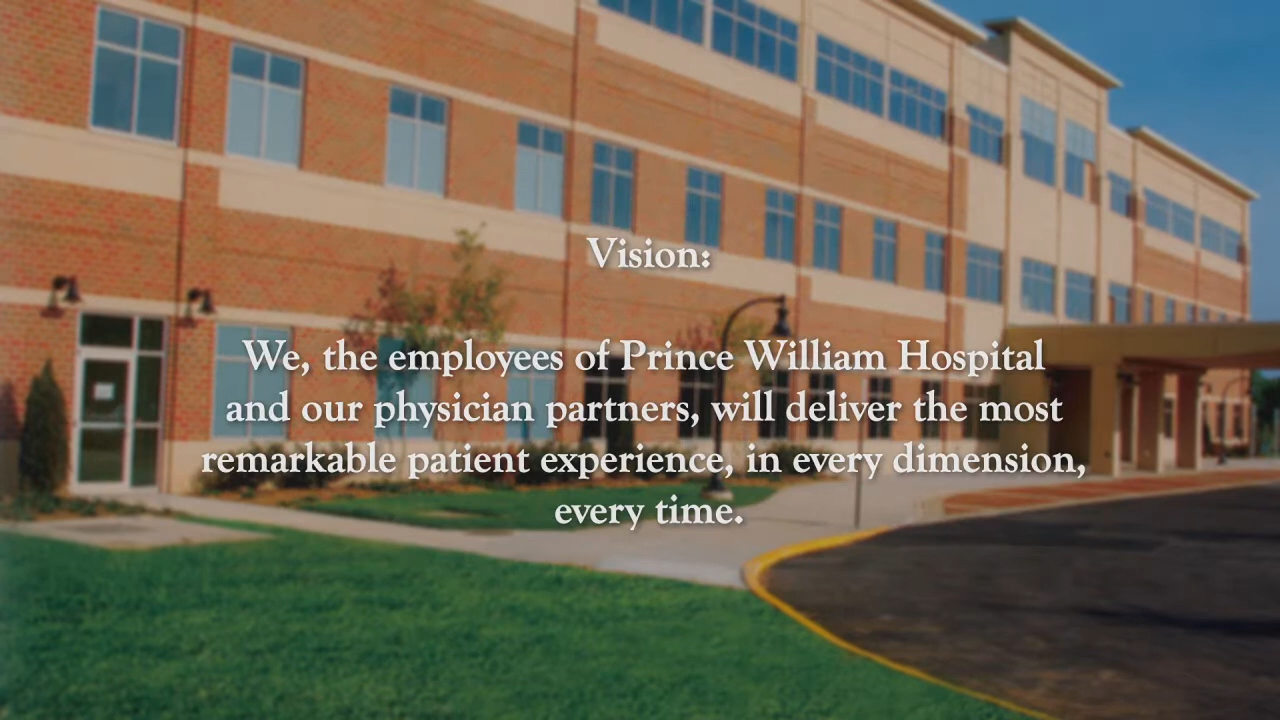 Vision:
We, the employees of Prince William Hospital
and our physician partners, will deliver the most
remarkable patient experience, in every dimension,
every time.